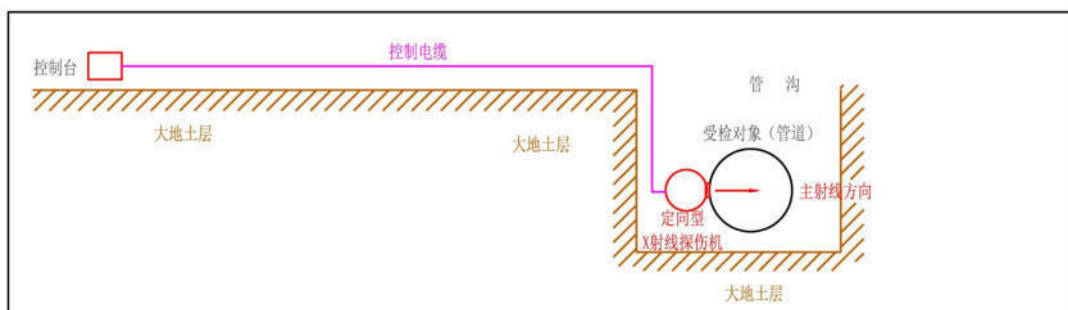 控制电缆
控制台
管 沟
大地土层
大地土层
受检对象（管道）
主射线方向
定向型
X射线探伤机
大地土层